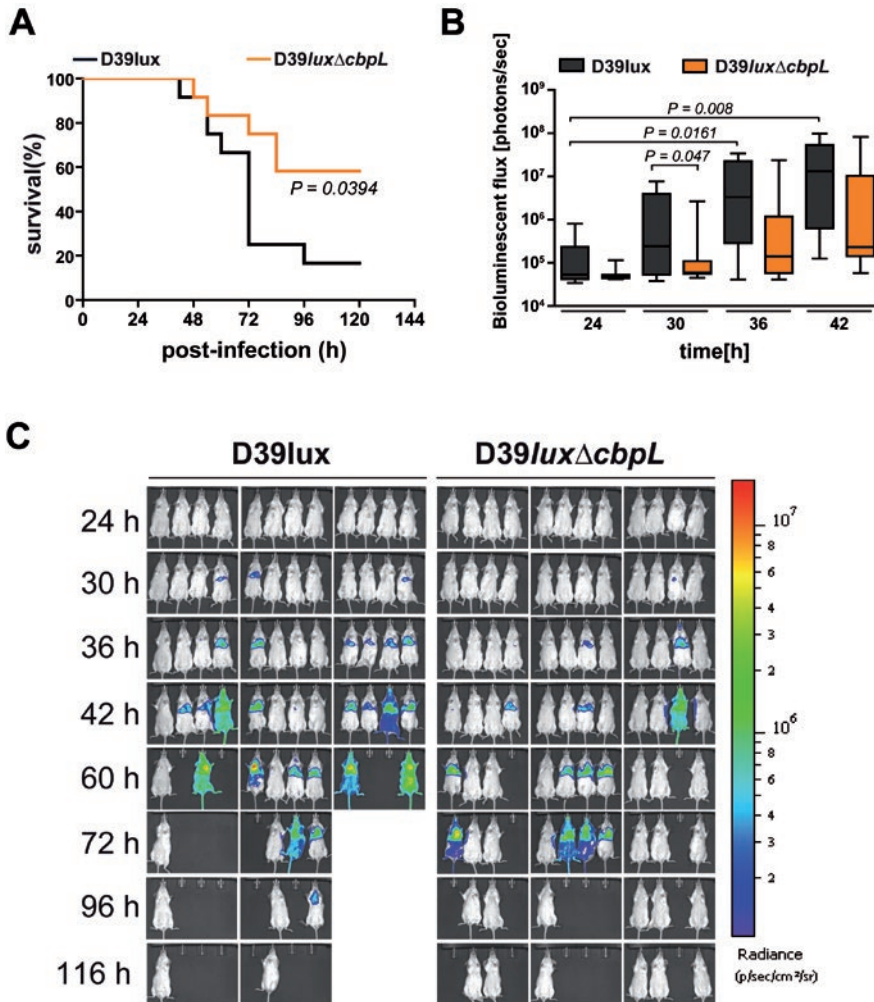 A
D39lux D39luxΔcbpL
100
80
60
40
20
0
survival(%)
P = 0.0394
0 24 48 72 96 120 144
post-infection (h)
B
D39lux D39luxΔcbpL
Bioluminescent flux [photons/sec]
10⁹
10⁸
10⁷
10⁶
10⁵
10⁴
P = 0.008
P = 0.0161
P = 0.047
24 30 36 42
time[h]
C
D39lux D39luxΔcbpL
24 h
30 h
36 h
42 h
60 h
72 h
96 h
116 h
10⁷
8
6
4
3
2
10⁶
8
6
4
3
2
Radiance
(p/sec/cm²/sr)